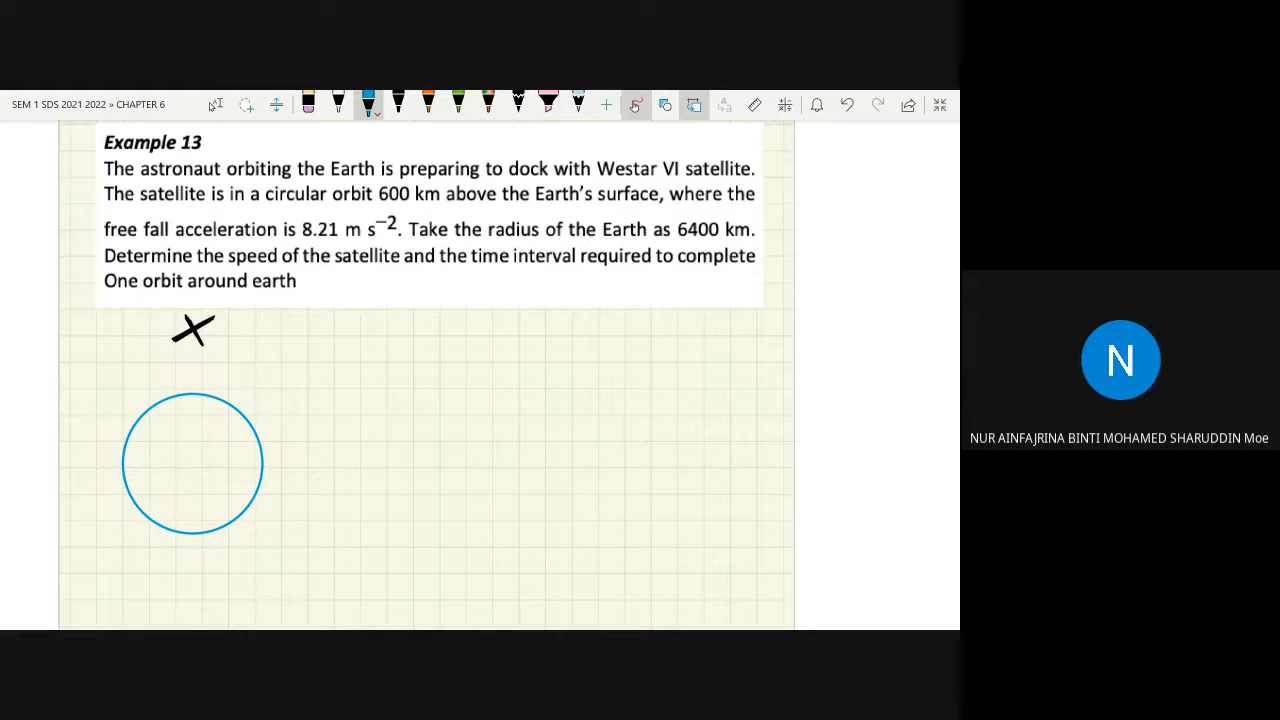 SEM 1 SDS 2021 2022 » CHAPTER 6
Example 13
The astronaut orbiting the Earth is preparing to dock with Westar VI satellite.
The satellite is in a circular orbit 600 km above the Earth's surface, where the
free fall acceleration is 8.21 m s⁻². Take the radius of the Earth as 6400 km.
Determine the speed of the satellite and the time interval required to complete
One orbit around earth
N
NUR AINFAJRINA BINTI MOHAMED SHARUDDIN Moe